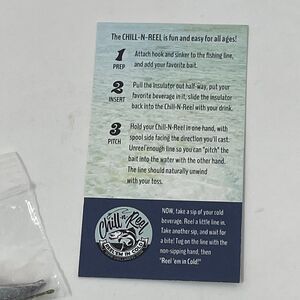 The CHILL-N-REEL is fun and easy for all ages!
1 PREP
Attach hook and sinker to the fishing line,
and add your favorite bait.
2 INSERT
Pull the insulator out half-way, put your
favorite beverage in it, slide the insulator
back into the Chill-N-Reel with your drink.
3 PITCH
Hold your Chill-N-Reel in one hand, with
spool side facing the direction you'll cast.
Unreel enough line so you can "pitch" the
bait into the water with the other hand.
The line should naturally unwind
with your toss.
Chill-n-Reel
REEL 'EM IN COLD!
NOW, take a sip of your cold
beverage. Reel a little line in.
Take another sip, and wait for
a bite! Tug on the line with the
non-sipping hand, then
"Reel 'em in Cold!"